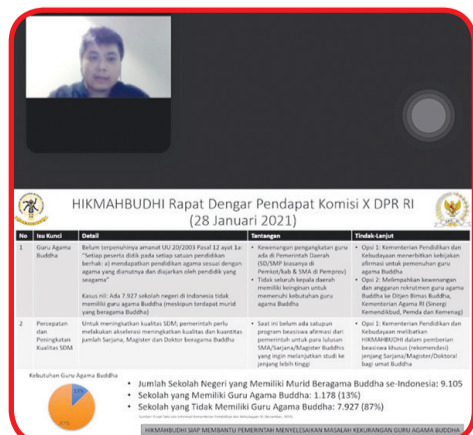 HIKMAHBUDHI Rapat Dengar Pendapat Komisi X DPR RI
(28 Januari 2021)
No Isu Kunci Detail Tantangan Tindak-Lanjut
1 Guru Agama
Buddha
Belum terpenuhinya amanat UU 20/2003 Pasal 12 ayat 1a:
"Setiap peserta didik pada setiap satuan pendidikan
berhak: a) mendapatkan pendidikan agama sesuai dengan
agama yang dianutnya dan diajarkan oleh pendidik yang
seagama"
Kasus riil: Ada 7.927 sekolah negeri di Indonesia tidak
memiliki guru agama Buddha (meskipun terdapat murid
yang beragama Buddha)
• Kewenangan pengangkatan guru
ada di Pemerintah Daerah
(SD/SMP biasanya di
Pemkot/kab & SMA di Pemprov)
• Tidak seluruh kepala daerah
memiliki keinginan untuk
memenuhi kebutuhan guru
agama Buddha
• Opsi 1: Kementerian Pendidikan dan
Kebudayaan menerbitkan kebijakan
afirmasi untuk pemenuhan guru
agama Buddha
• Opsi 2: Melimpahkan kewenangan
dan anggaran rekrutmen guru agama
Buddha ke Ditjen Bimas Buddha,
Kementerian Agama RI (Sinergi
Kemendikbud, Pemda dan Kemenag)
2 Percepatan
dan
Peningkatan
Kualitas SDM
Untuk meningkatkan kualitas SDM, pemerintah perlu
melakukan akselerasi meningkatkan kualitas dan kuantitas
jumlah Sarjana, Magister dan Doktor beragama Buddha
• Saat ini belum ada satupun
program beasiswa afirmasi dari
pemerintah untuk para lulusan
SMA/Sarjana/Magister Buddhis
yang ingin melanjutkan studi ke
jenjang lebih tinggi
• Opsi 1: Kementerian Pendidikan dan
Kebudayaan melibatkan
HIKMAHBUDHI dalam pemberian
beasiswa khusus (rekomendasi)
jenjang Sarjana/Magister/Doktoral
bagi umat Buddha
Kebutuhan Guru Agama Buddha
13%
87%
• Jumlah Sekolah Negeri yang Memiliki Murid Beragama Buddha se-Indonesia: 9.105
• Sekolah yang Memiliki Guru Agama Buddha: 1.178 (13%)
• Sekolah yang Tidak Memiliki Guru Agama Buddha: 7.927 (87%)
HIKMAHBUDHI SIAP MEMBANTU PEMERINTAH MENYELESAIKAN MASALAH KEKURANGAN GURU AGAMA BUDDHA